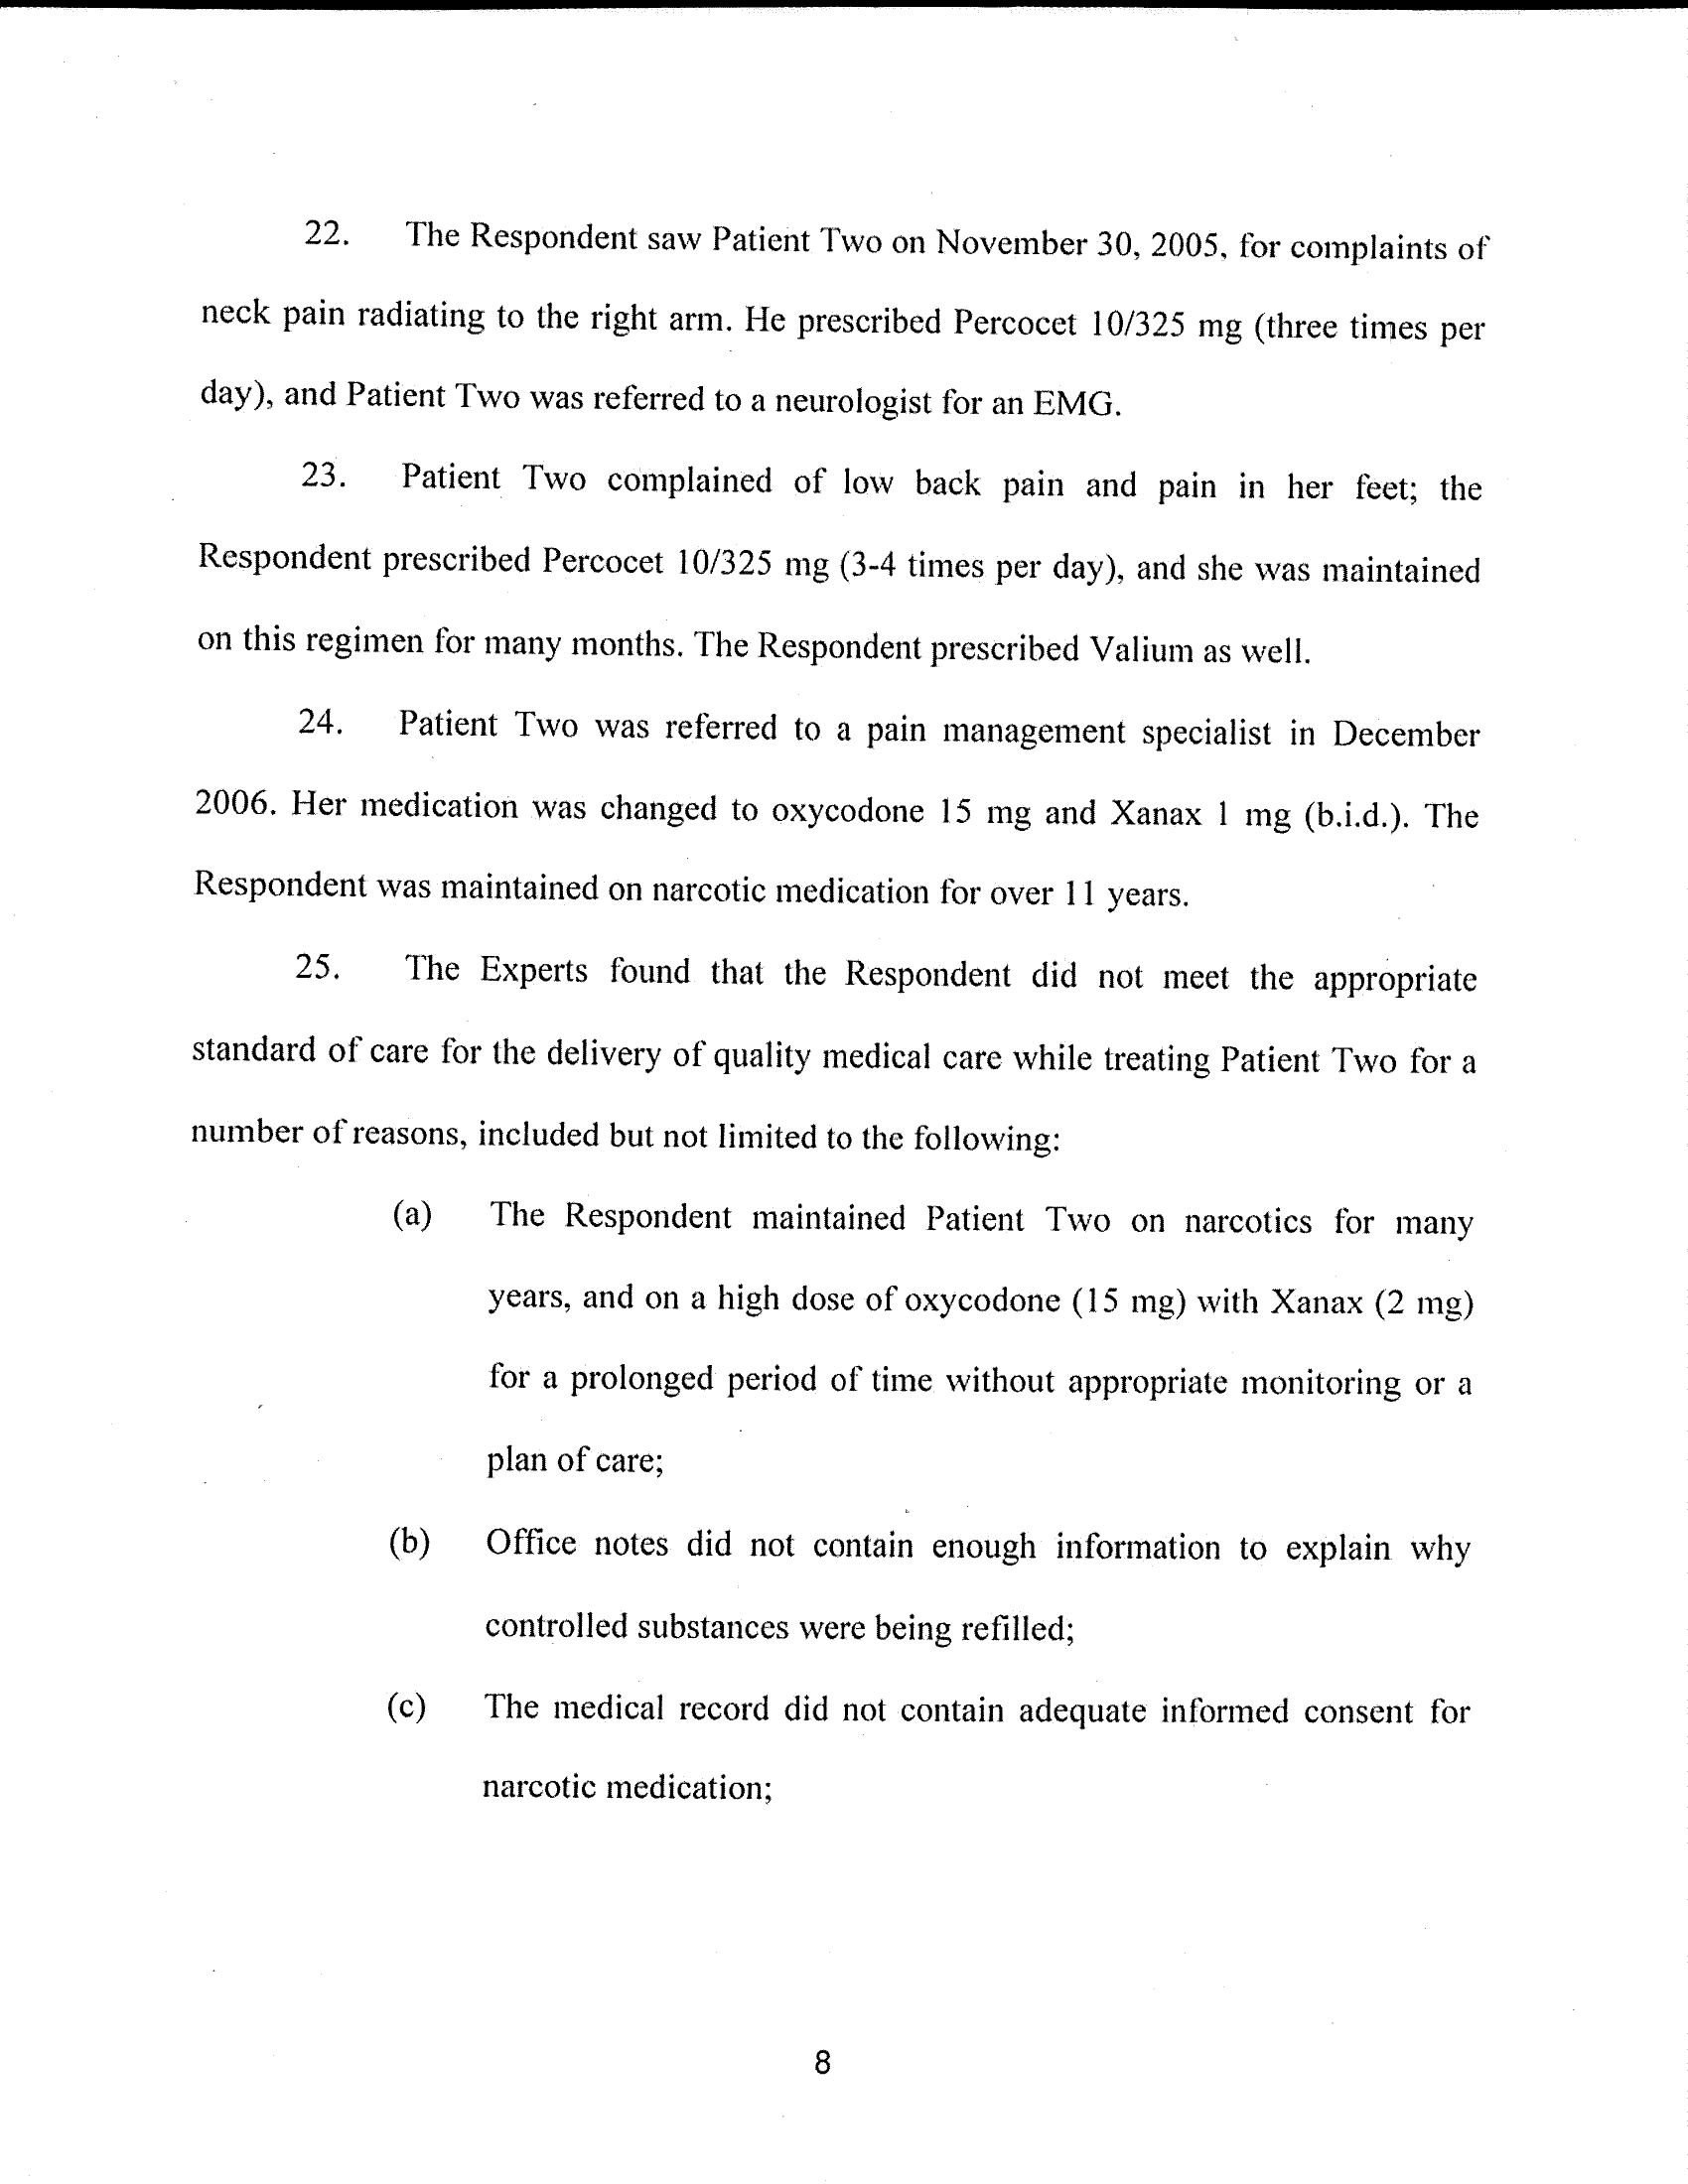 22. The Respondent saw Patient Two on November 30, 2005, for complaints of
neck pain radiating to the right arm. He prescribed Percocet 10/325 mg (three times per
day), and Patient Two was referred to a neurologist for an EMG.
23. Patient Two complained of low back pain and pain in her feet; the
Respondent prescribed Percocet 10/325 mg (3-4 times per day), and she was maintained
on this regimen for many months. The Respondent prescribed Valium as well.
24. Patient Two was referred to a pain management specialist in December
2006. Her medication was changed to oxycodone 15 mg and Xanax 1 mg (b.i.d.). The
Respondent was maintained on narcotic medication for over 11 years.
25. The Experts found that the Respondent did not meet the appropriate
standard of care for the delivery of quality medical care while treating Patient Two for a
number of reasons, included but not limited to the following:
(a) The Respondent maintained Patient Two on narcotics for many
years, and on a high dose of oxycodone (15 mg) with Xanax (2 mg)
for a prolonged period of time without appropriate monitoring or a
plan of care;
(b) Office notes did not contain enough information to explain why
controlled substances were being refilled;
(c) The medical record did not contain adequate informed consent for
narcotic medication;
8